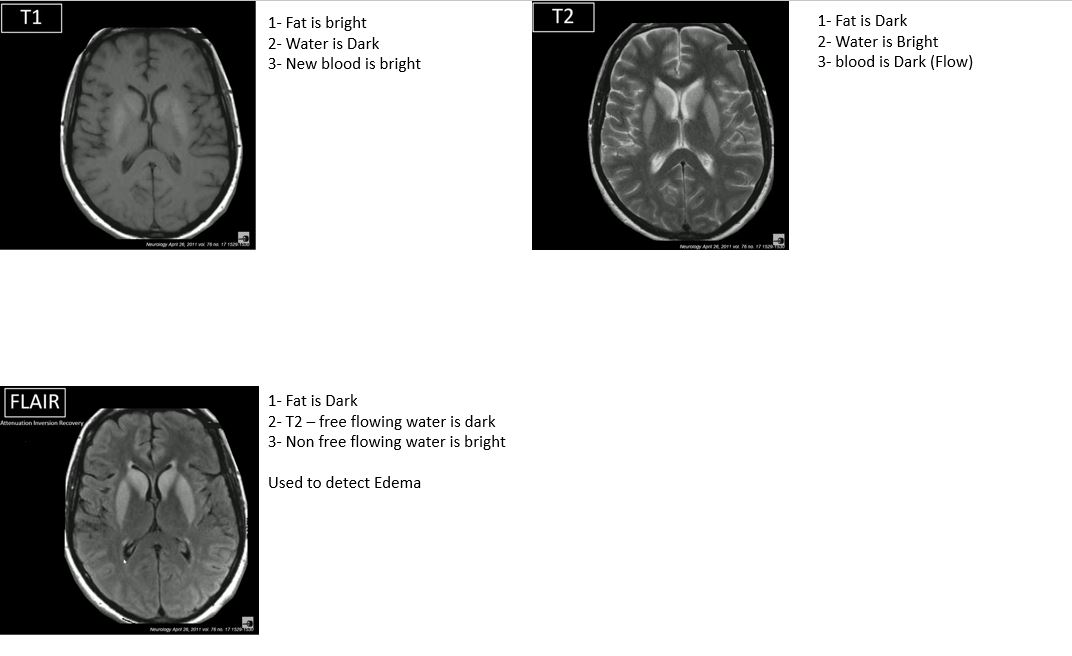 T1
1- Fat is bright
2- Water is Dark
3- New blood is bright
Neurology April 26, 2011 vol. 76 no. 17 1529-1530
T2
1- Fat is Dark
2- Water is Bright
3- blood is Dark (Flow)
Neurology April 26, 2011 vol. 76 no. 17 1529-1530
FLAIR
Attenuation Inversion Recovery
1- Fat is Dark
2- T2 – free flowing water is dark
3- Non free flowing water is bright
Used to detect Edema
Neurology April 26, 2011 vol. 76 no. 17 1529-1530